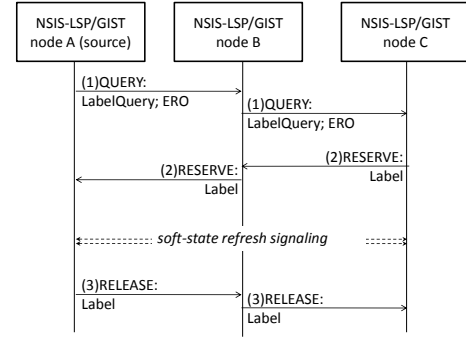 NSIS-LSP/GIST
node A (source)
NSIS-LSP/GIST
node B
NSIS-LSP/GIST
node C
(1)QUERY:
LabelQuery; ERO
(1)QUERY:
LabelQuery; ERO
(2)RESERVE:
Label
(2)RESERVE:
Label
soft-state refresh signaling
(3)RELEASE:
Label
(3)RELEASE:
Label